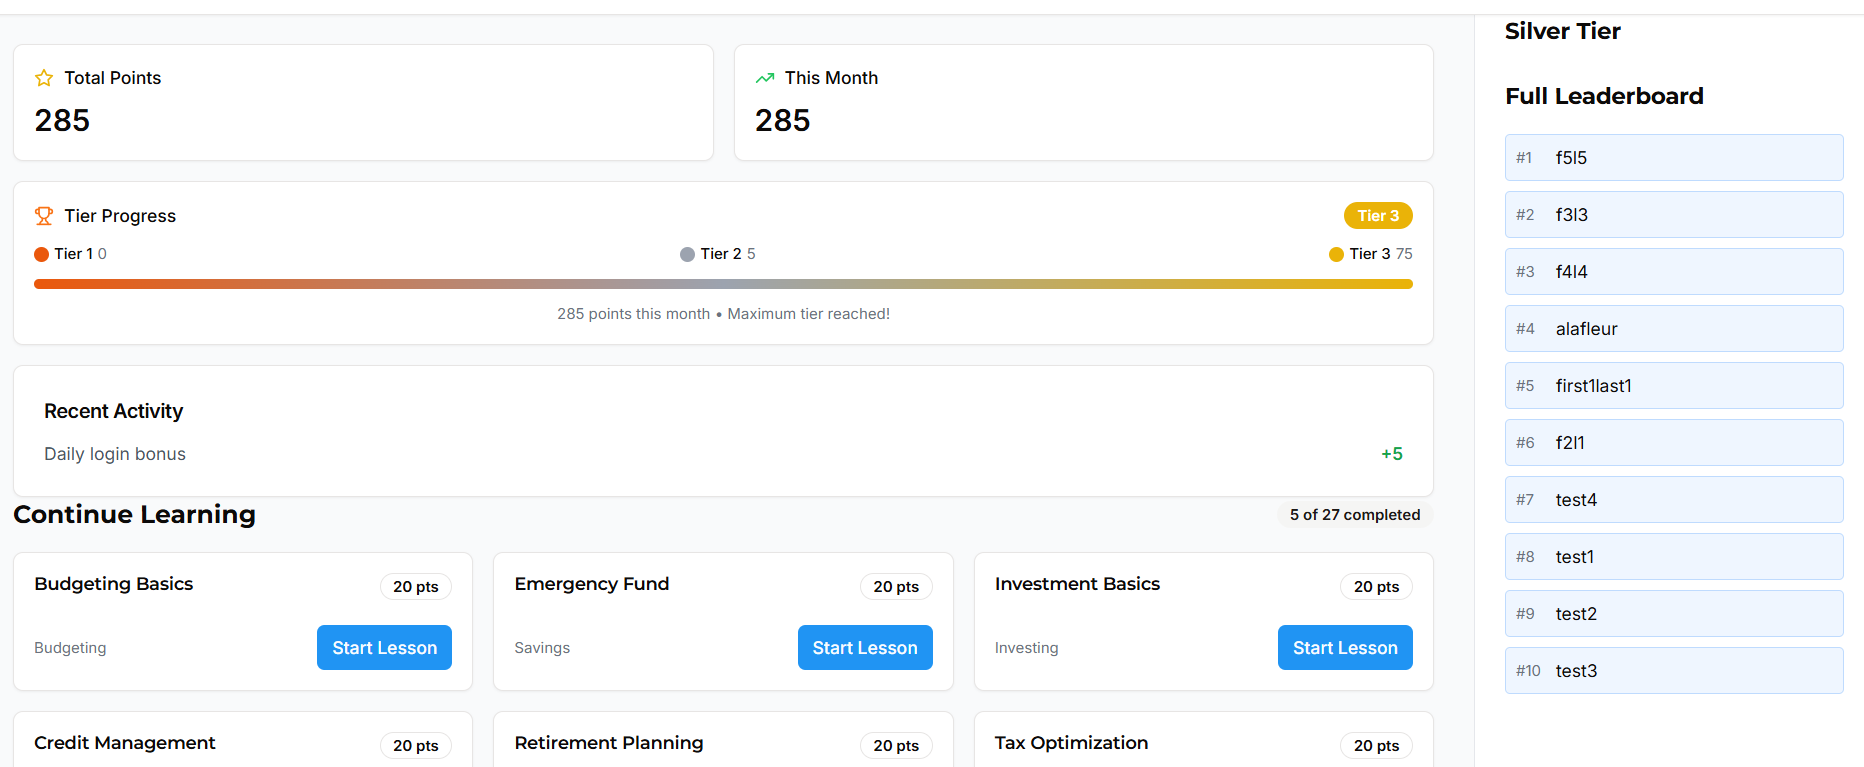 Total Points
285
This Month
285
Tier Progress
Tier 3
Tier 1 0
Tier 2 5
Tier 3 75
285 points this month • Maximum tier reached!
Recent Activity
Daily login bonus
+5
Continue Learning
5 of 27 completed
Budgeting Basics
20 pts
Budgeting
Start Lesson
Emergency Fund
20 pts
Savings
Start Lesson
Investment Basics
20 pts
Investing
Start Lesson
Credit Management
20 pts
Retirement Planning
20 pts
Tax Optimization
20 pts
Silver Tier
Full Leaderboard
#1 f5l5
#2 f3l3
#3 f4l4
#4 alafleur
#5 first1last1
#6 f2l1
#7 test4
#8 test1
#9 test2
#10 test3